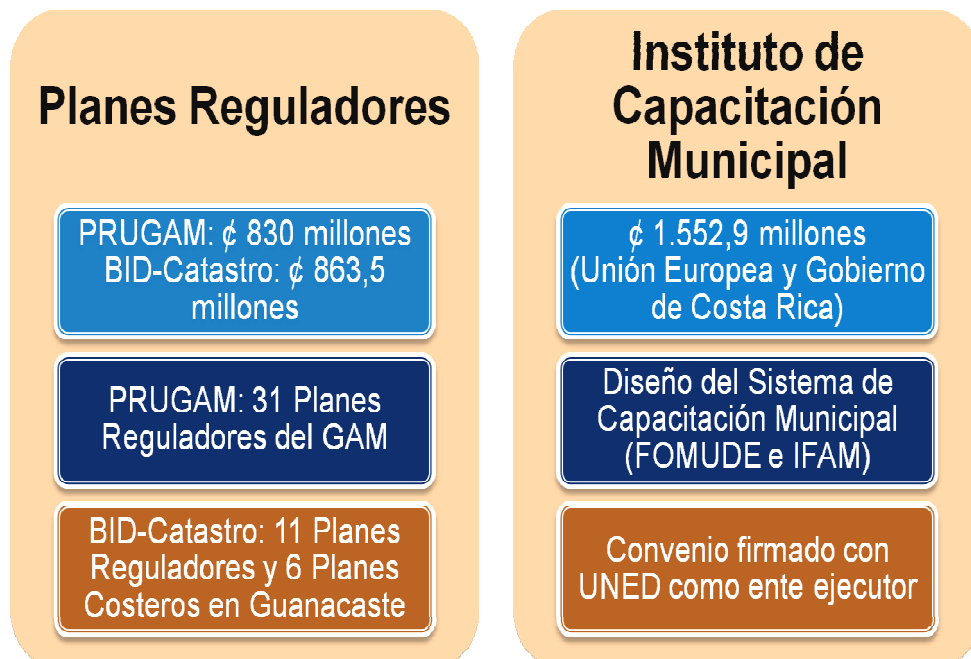 Planes Reguladores
PRUGAM: ₡ 830 millones
BID-Catastro: ₡ 863,5
millones
PRUGAM: 31 Planes
Reguladores del GAM
BID-Catastro: 11 Planes
Reguladores y 6 Planes
Costeros en Guanacaste
Instituto de
Capacitación
Municipal
₡ 1.552,9 millones
(Unión Europea y Gobierno
de Costa Rica)
Diseño del Sistema de
Capacitación Municipal
(FOMUDE e IFAM)
Convenio firmado con
UNED como ente ejecutor